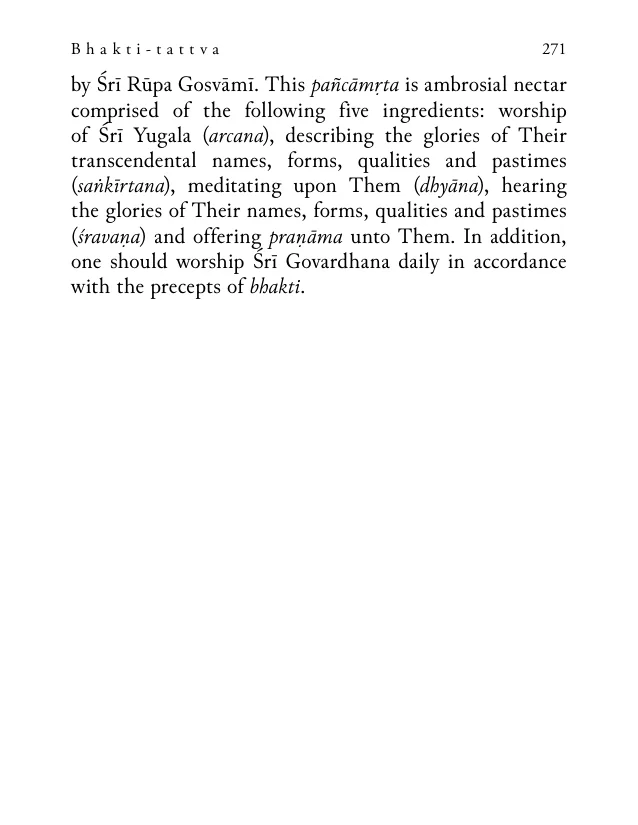 Bhakti-tattva 271
by Śrī Rūpa Gosvāmī. This pañcāmṛta is ambrosial nectar
comprised of the following five ingredients: worship
of Śrī Yugala (arcana), describing the glories of Their
transcendental names, forms, qualities and pastimes
(saṅkīrtana), meditating upon Them (dhyāna), hearing
the glories of Their names, forms, qualities and pastimes
(śravaṇa) and offering praṇāma unto Them. In addition,
one should worship Śrī Govardhana daily in accordance
with the precepts of bhakti.